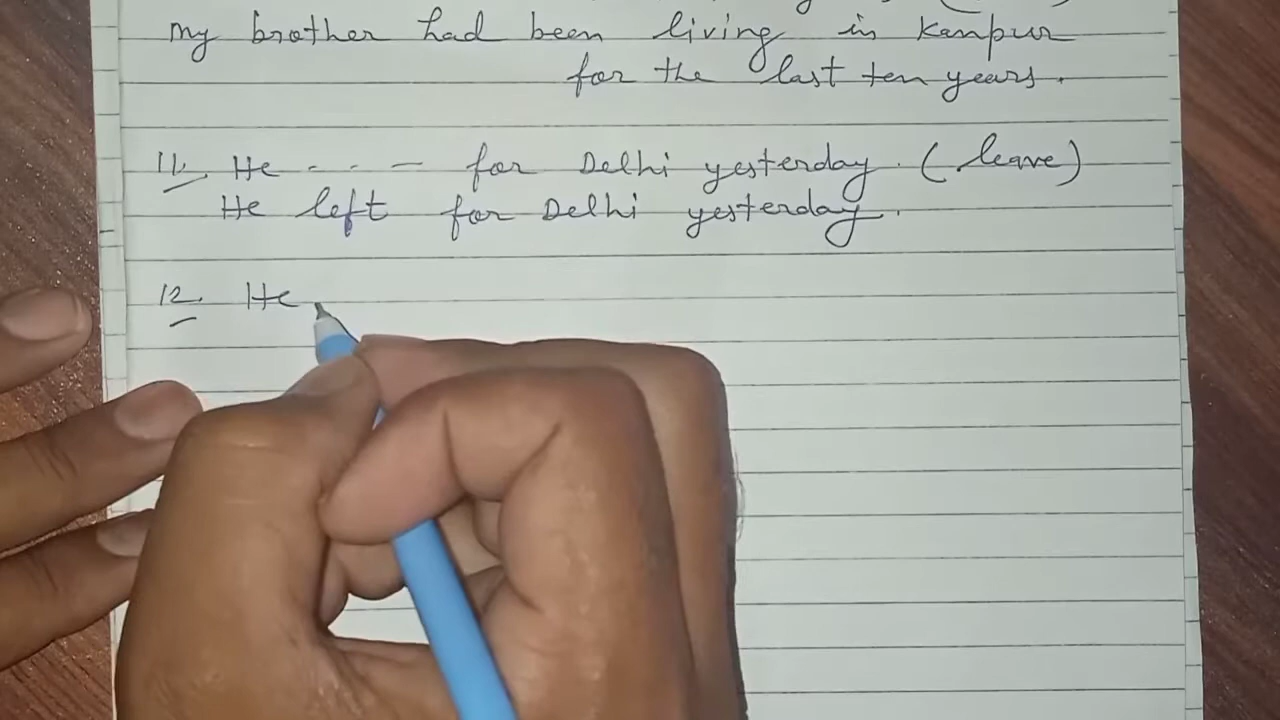 my brother had been living in Kanpur
for the last ten years.
11. He - - - for Delhi yesterday. (leave)
He left for Delhi yesterday.
12. He